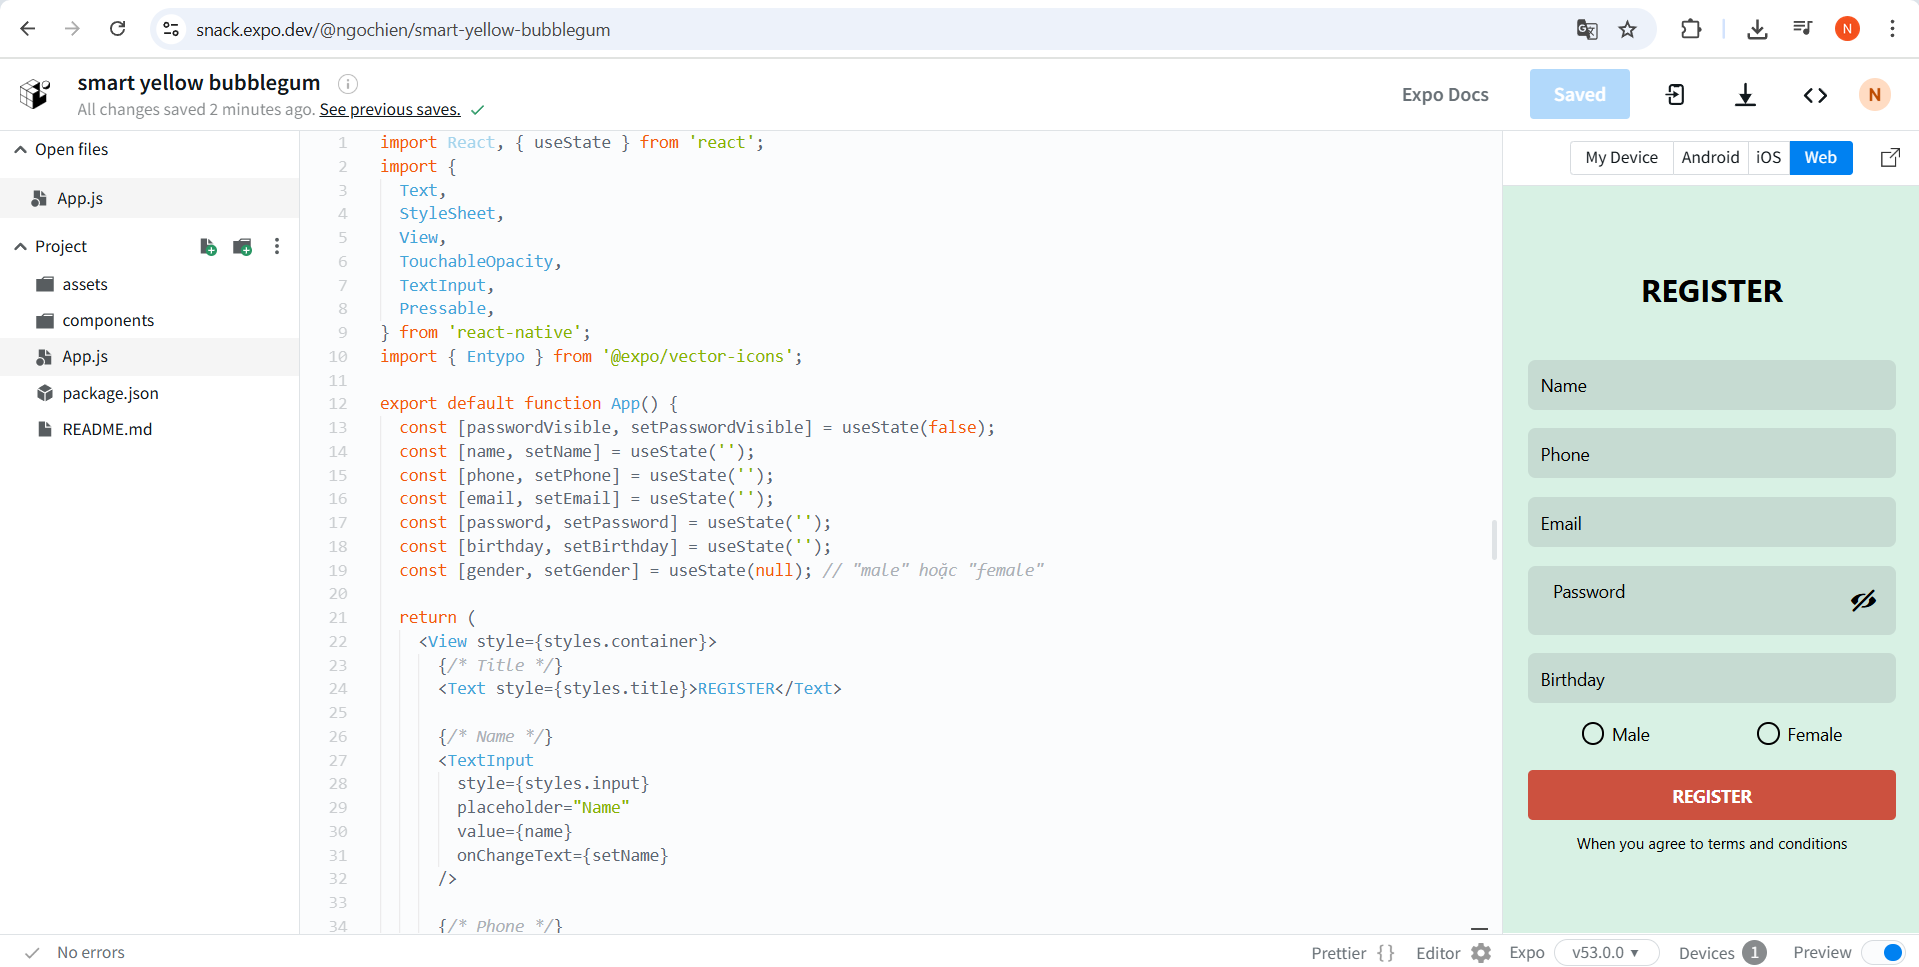 snack.expo.dev/@ngochien/smart-yellow-bubblegum
N
smart yellow bubblegum
All changes saved 2 minutes ago. See previous saves.
Expo Docs
Saved
N
Open files
App.js
Project
assets
components
App.js
package.json
README.md
1 import React, { useState } from 'react';
2 import {
3 Text,
4 StyleSheet,
5 View,
6 TouchableOpacity,
7 TextInput,
8 Pressable,
9 } from 'react-native';
10 import { Entypo } from '@expo/vector-icons';
11
12 export default function App() {
13 const [passwordVisible, setPasswordVisible] = useState(false);
14 const [name, setName] = useState('');
15 const [phone, setPhone] = useState('');
16 const [email, setEmail] = useState('');
17 const [password, setPassword] = useState('');
18 const [birthday, setBirthday] = useState('');
19 const [gender, setGender] = useState(null); // "male" hoặc "female"
20
21 return (
22 <View style={styles.container}>
23 {/* Title */}
24 <Text style={styles.title}>REGISTER</Text>
25
26 {/* Name */}
27 <TextInput
28 style={styles.input}
29 placeholder="Name"
30 value={name}
31 onChangeText={setName}
32 />
33
34 {/* Phone */}
My Device
Android
iOS
Web
REGISTER
Name
Phone
Email
Password
Birthday
Male
Female
REGISTER
When you agree to terms and conditions
No errors
Prettier {}
Editor
Expo
v53.0.0
Devices 1
Preview